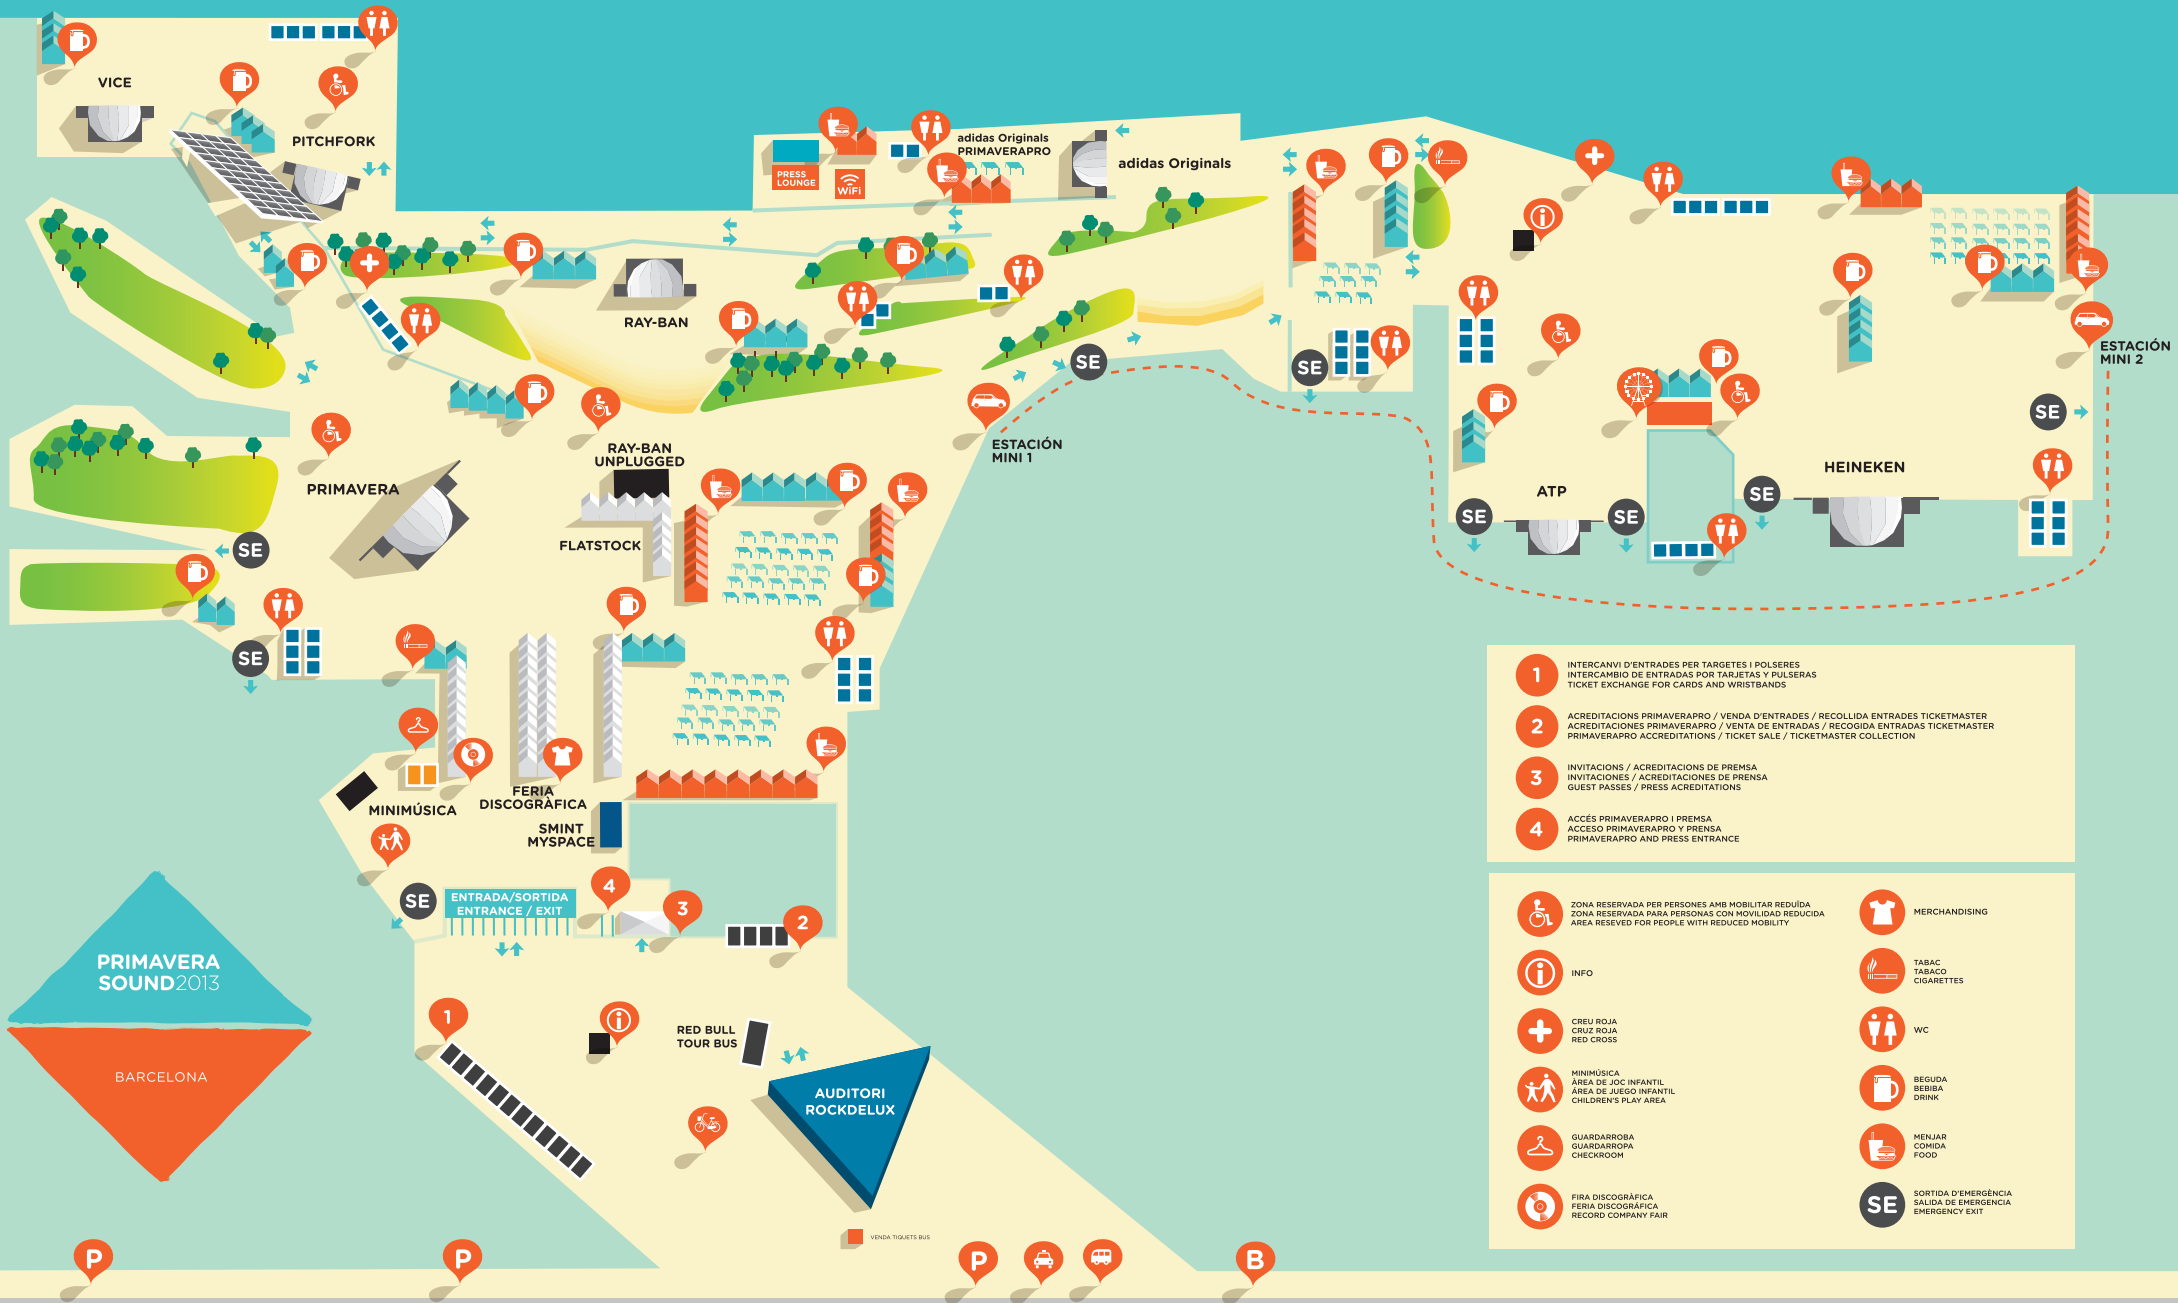 VICE
PITCHFORK
PRESS
LOUNGE
WiFi
adidas Originals
PRIMAVERAPRO
adidas Originals
RAY-BAN
ESTACIÓN
MINI 2
SE
SE
SE
ESTACIÓN
MINI 1
RAY-BAN
UNPLUGGED
PRIMAVERA
FLATSTOCK
HEINEKEN
ATP
SE
SE
SE
SE
SE
MINIMÚSICA
FERIA
DISCOGRÀFICA
SMINT
MYSPACE
SE
ENTRADA/SORTIDA
ENTRANCE / EXIT
4
3
2
1
RED BULL
TOUR BUS
AUDITORI
ROCKDELUX
VENDA TIQUETS BUS
P
P
P
B
PRIMAVERA
SOUND2013
BARCELONA
1
INTERCANVI D'ENTRADES PER TARGETES I POLSERES
INTERCAMBIO DE ENTRADAS POR TARJETAS Y PULSERAS
TICKET EXCHANGE FOR CARDS AND WRISTBANDS
2
ACREDITACIONS PRIMAVERAPRO / VENDA D'ENTRADES / RECOLLIDA ENTRADES TICKETMASTER
ACREDITACIONES PRIMAVERAPRO / VENTA DE ENTRADAS / RECOGIDA ENTRADAS TICKETMASTER
PRIMAVERAPRO ACCREDITATIONS / TICKET SALE / TICKETMASTER COLLECTION
3
INVITACIONS / ACREDITACIONS DE PREMSA
INVITACIONES / ACREDITACIONES DE PRENSA
GUEST PASSES / PRESS ACREDITATIONS
4
ACCÉS PRIMAVERAPRO I PREMSA
ACCESO PRIMAVERAPRO Y PRENSA
PRIMAVERAPRO AND PRESS ENTRANCE
ZONA RESERVADA PER PERSONES AMB MOBILITAR REDUÏDA
ZONA RESERVADA PARA PERSONAS CON MOVILIDAD REDUCIDA
AREA RESEVED FOR PEOPLE WITH REDUCED MOBILITY
INFO
CREU ROJA
CRUZ ROJA
RED CROSS
MINIMÚSICA
ÀREA DE JOC INFANTIL
ÁREA DE JUEGO INFANTIL
CHILDREN'S PLAY AREA
GUARDARROBA
GUARDARROPA
CHECKROOM
FIRA DISCOGRÀFICA
FERIA DISCOGRÁFICA
RECORD COMPANY FAIR
MERCHANDISING
TABAC
TABACO
CIGARETTES
WC
BEGUDA
BEBIBA
DRINK
MENJAR
COMIDA
FOOD
SE
SORTIDA D'EMERGÈNCIA
SALIDA DE EMERGENCIA
EMERGENCY EXIT